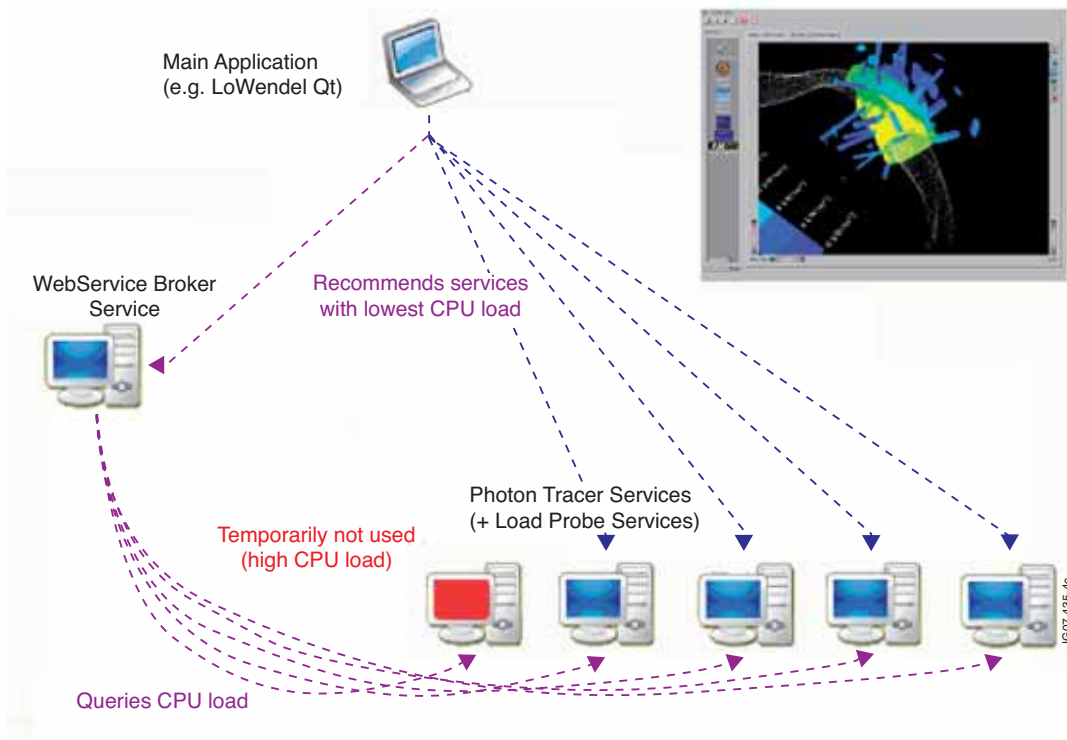 Main Application
(e.g. LoWendel Qt)
WebService Broker
Service
Recommends services
with lowest CPU load
Photon Tracer Services
(+ Load Probe Services)
Temporarily not used
(high CPU load)
Queries CPU load